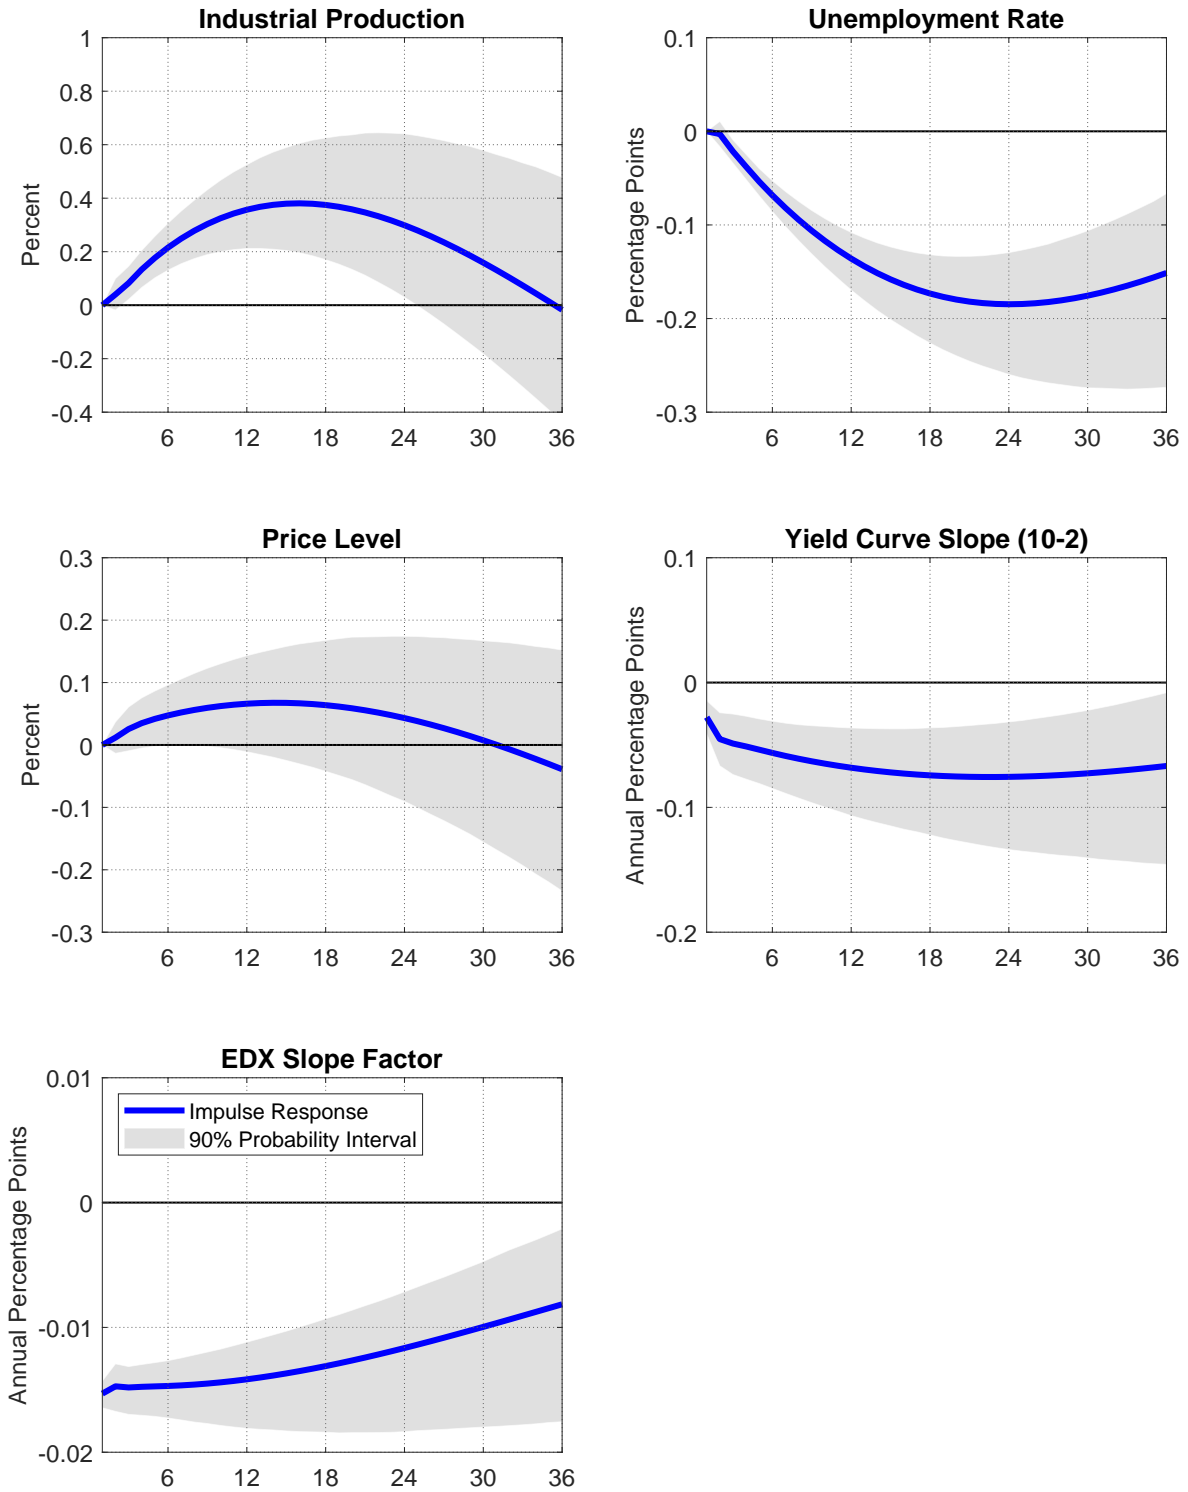 Industrial Production
Percent
1
0.8
0.6
0.4
0.2
0
-0.2
-0.4
6 12 18 24 30 36
Unemployment Rate
Percentage Points
0.1
0
-0.1
-0.2
-0.3
6 12 18 24 30 36
Price Level
Percent
0.3
0.2
0.1
0
-0.1
-0.2
-0.3
6 12 18 24 30 36
Yield Curve Slope (10-2)
Annual Percentage Points
0.1
0
-0.1
-0.2
6 12 18 24 30 36
EDX Slope Factor
Annual Percentage Points
0.01
0
-0.01
-0.02
6 12 18 24 30 36
Impulse Response
90% Probability Interval